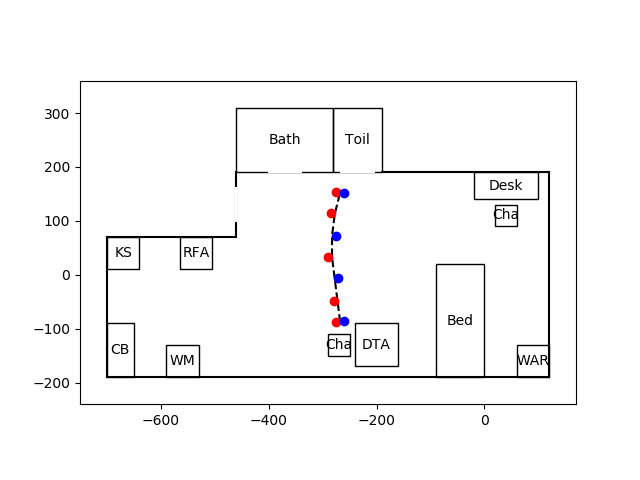 300
200
100
0
−100
−200
Bath
Toil
Desk
Cha
KS
RFA
CB
WM
Cha
DTA
Bed
WAR
−600
−400
−200
0